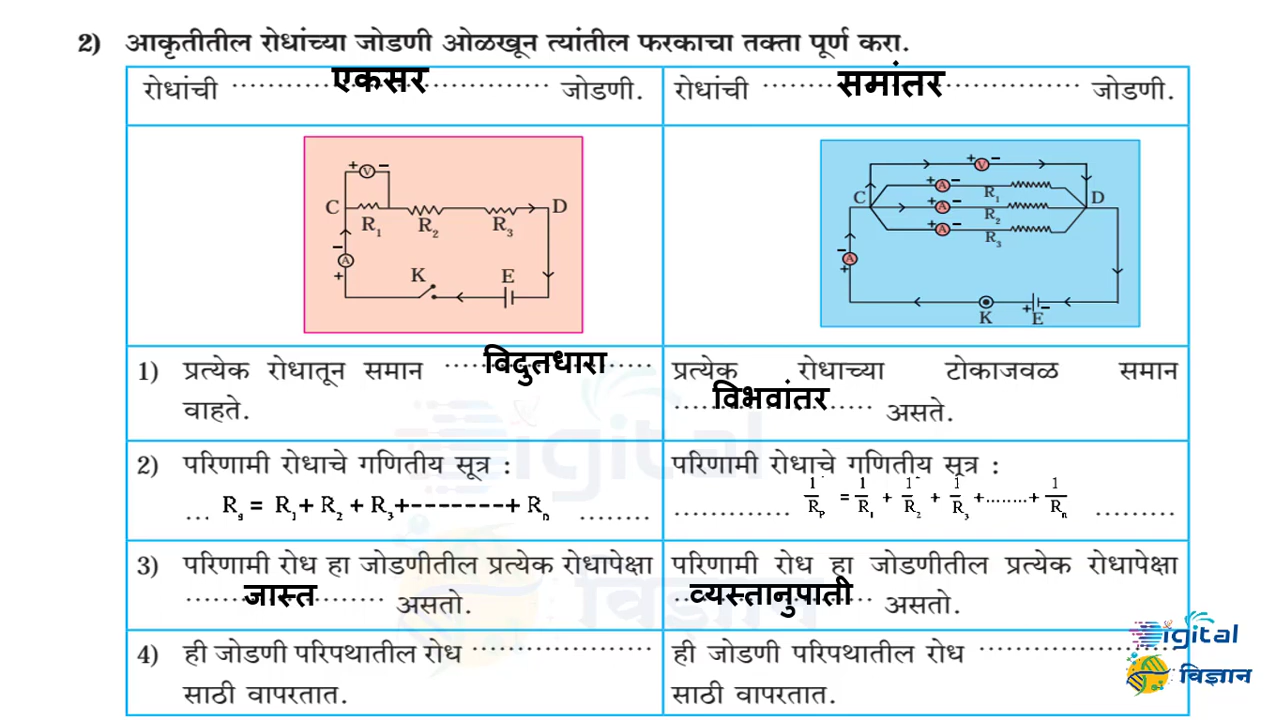 2) आकृतीतील रोधांच्या जोडणी ओळखून त्यांतील फरकाचा तक्ता पूर्ण करा.
रोधांची ........ एकसर ........ जोडणी.
रोधांची ........ समांतर ........ जोडणी.
+ V −
C R₁ R₂ R₃ D
−
A
+
K E
+ V −
+ A − R₁
C + A − R₂ D
+ A − R₃
−
A
+
K + E −
1) प्रत्येक रोधातून समान ........ विदुतधारा ........
वाहते.
प्रत्येक रोधाच्या टोकाजवळ समान
........ विभवांतर ........ असते.
2) परिणामी रोधाचे गणितीय सूत्र :
... Rs = R₁+ R₂ + R₃+--------+ Rn ........
परिणामी रोधाचे गणितीय सूत्र :
............. 1/Rp = 1/R₁ + 1/R₂ + 1/R₃ +........+ 1/Rn .........
3) परिणामी रोध हा जोडणीतील प्रत्येक रोधापेक्षा
........ जास्त ........ असतो.
परिणामी रोध हा जोडणीतील प्रत्येक रोधापेक्षा
........ व्यस्तानुपाती ........ असतो.
4) ही जोडणी परिपथातील रोध ....................
साठी वापरतात.
ही जोडणी परिपथातील रोध ....................
साठी वापरतात.
Digital
विज्ञान
Digital
विज्ञान